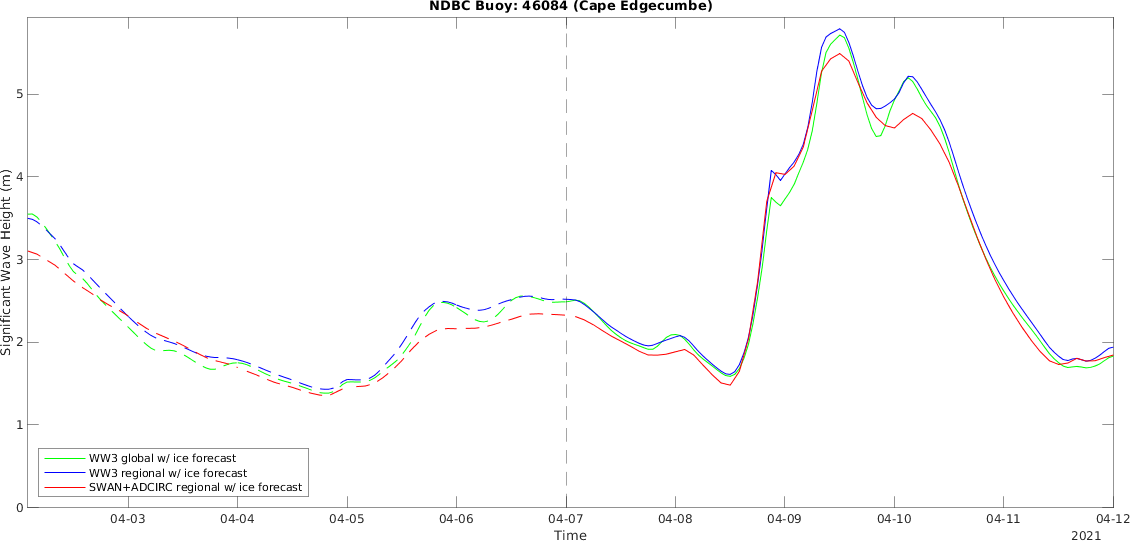 NDBC Buoy: 46084 (Cape Edgecumbe)
Significant Wave Height (m)
5
4
3
2
1
0
WW3 global w/ ice forecast
WW3 regional w/ ice forecast
SWAN+ADCIRC regional w/ ice forecast
04-03 04-04 04-05 04-06 04-07 04-08 04-09 04-10 04-11 04-12
Time
2021